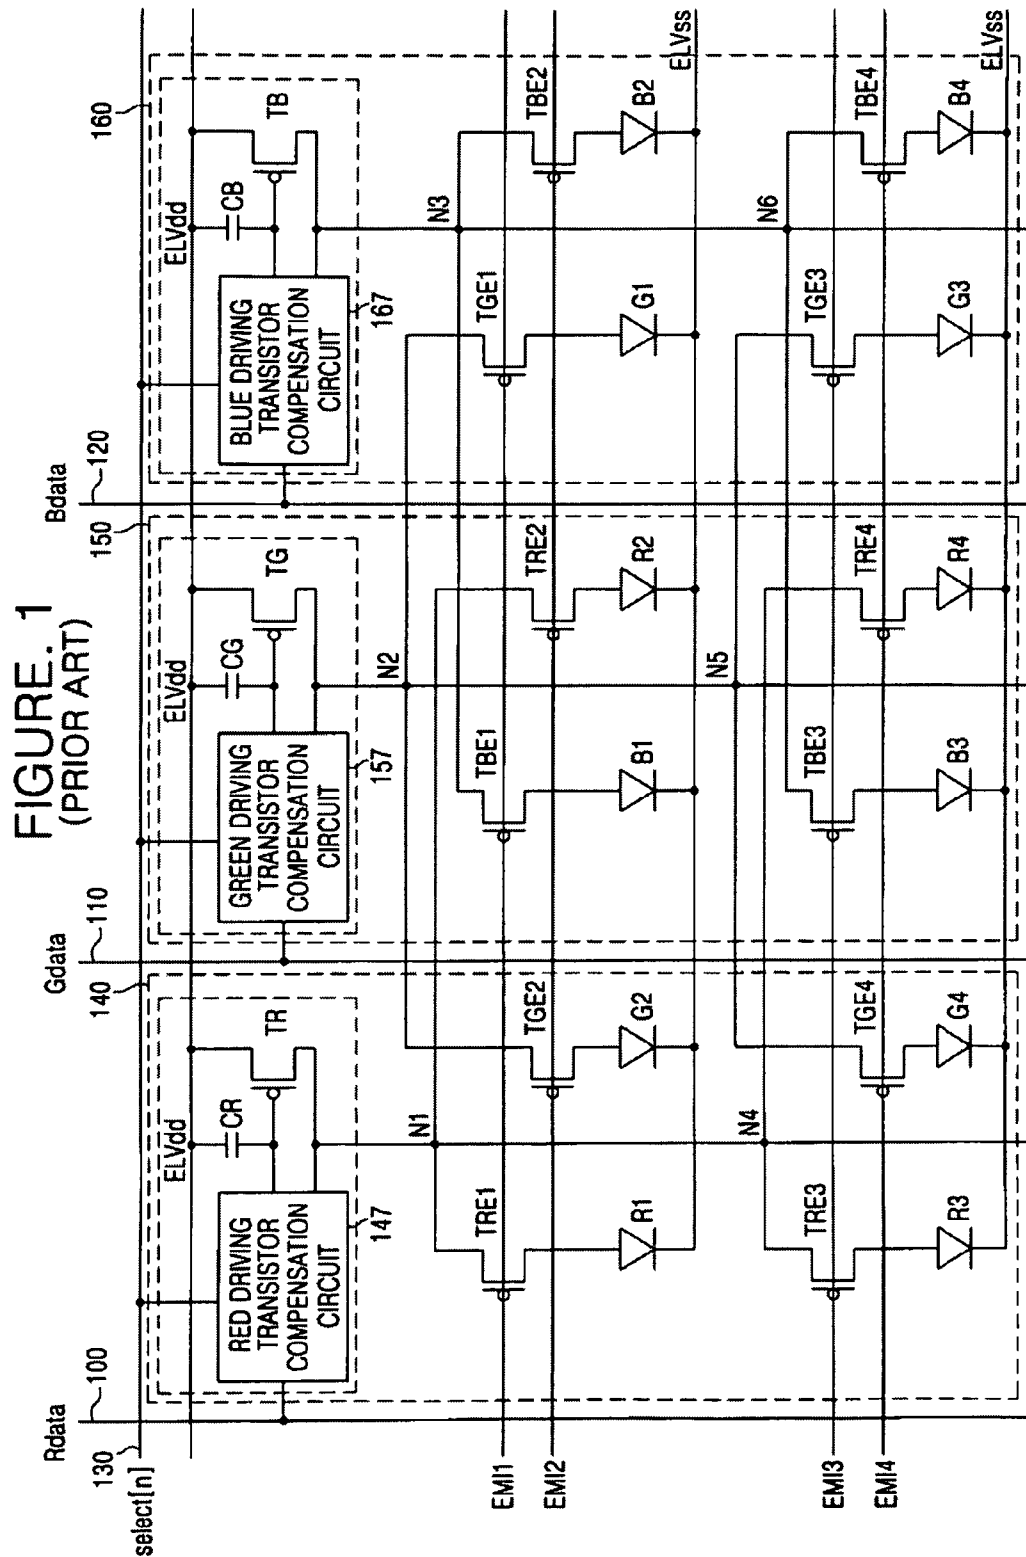 FIGURE. 1
(PRIOR ART)
Rdata
100
Gdata
110
Bdata
120
130
select[n]
140
150
160
ELVdd
CR
TR
RED DRIVING
TRANSISTOR
COMPENSATION
CIRCUIT
147
ELVdd
CG
TG
GREEN DRIVING
TRANSISTOR
COMPENSATION
CIRCUIT
157
ELVdd
CB
TB
BLUE DRIVING
TRANSISTOR
COMPENSATION
CIRCUIT
167
N1
N2
N3
TRE1
TGE2
TBE1
TRE2
TGE1
TBE2
EMI1
EMI2
R1
G2
B1
R2
G1
B2
ELVss
N4
N5
N6
TRE3
TGE4
TBE3
TRE4
TGE3
TBE4
EMI3
EMI4
R3
G4
B3
R4
G3
B4
ELVss